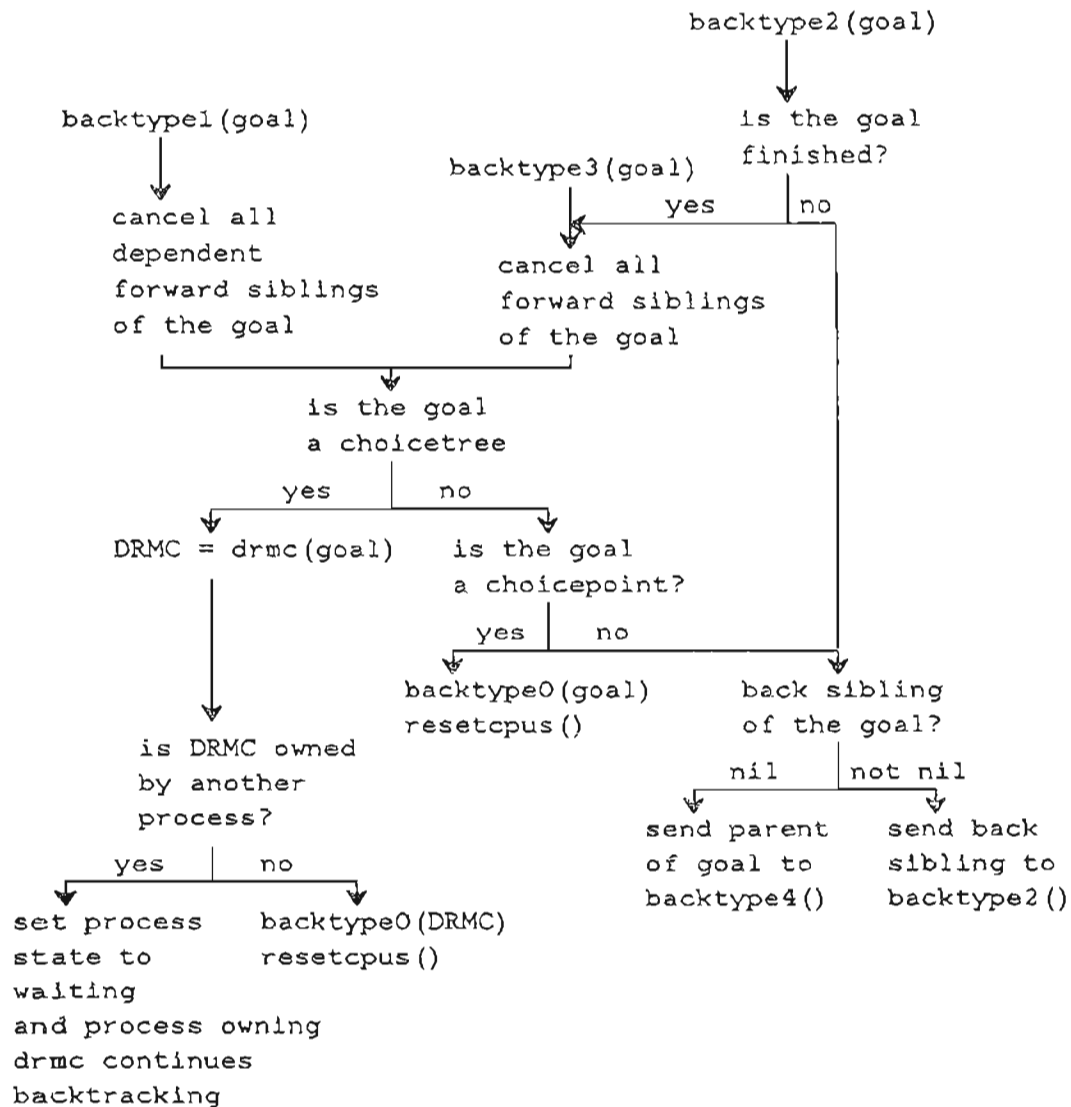 backtype2(goal)
backtype1(goal)
is the goal
finished?
backtype3(goal)
yes
no
cancel all
dependent
forward siblings
of the goal
cancel all
forward siblings
of the goal
is the goal
a choicetree
yes
no
DRMC = drmc(goal)
is the goal
a choicepoint?
yes
no
backtype0(goal)
resetcpus()
back sibling
of the goal?
is DRMC owned
by another
process?
nil
not nil
send parent
of goal to
backtype4()
send back
sibling to
backtype2()
yes
no
set process
state to
waiting
and process owning
drmc continues
backtracking
backtype0(DRMC)
resetcpus()